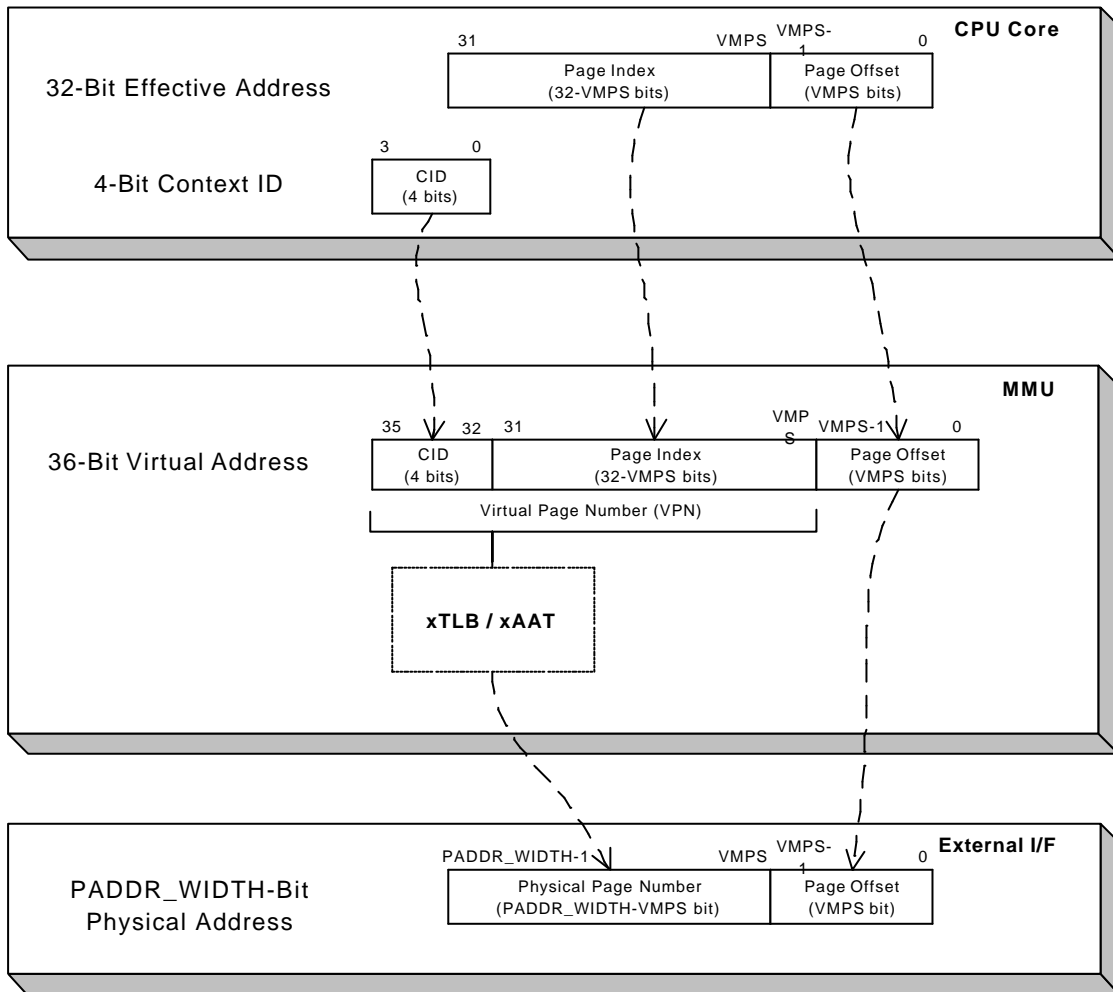 CPU Core
31 VMPS VMPS-1 0
32-Bit Effective Address
Page Index
(32-VMPS bits)
Page Offset
(VMPS bits)
3 0
4-Bit Context ID
CID
(4 bits)
MMU
35 32 31 VMPS VMPS-1 0
36-Bit Virtual Address
CID
(4 bits)
Page Index
(32-VMPS bits)
Page Offset
(VMPS bits)
Virtual Page Number (VPN)
xTLB / xAAT
External I/F
PADDR_WIDTH-1 VMPS VMPS-1 0
PADDR_WIDTH-Bit
Physical Address
Physical Page Number
(PADDR_WIDTH-VMPS bit)
Page Offset
(VMPS bit)